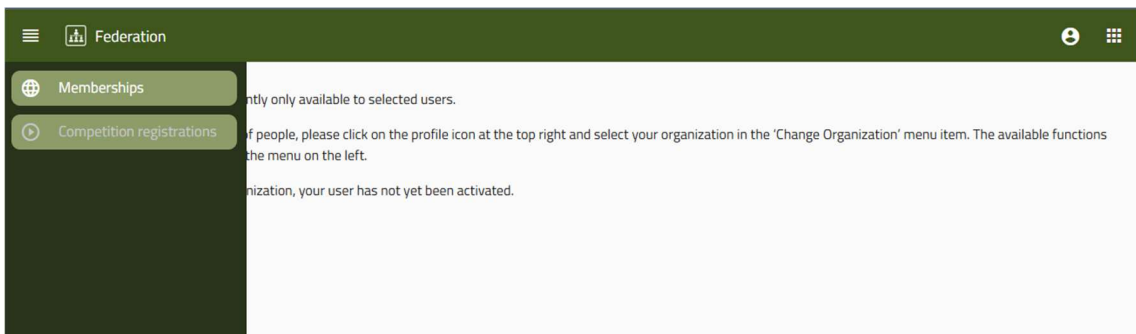 Federation
Memberships
Competition registrations
ntly only available to selected users.
f people, please click on the profile icon at the top right and select your organization in the 'Change Organization' menu item. The available functions
the menu on the left.
nization, your user has not yet been activated.